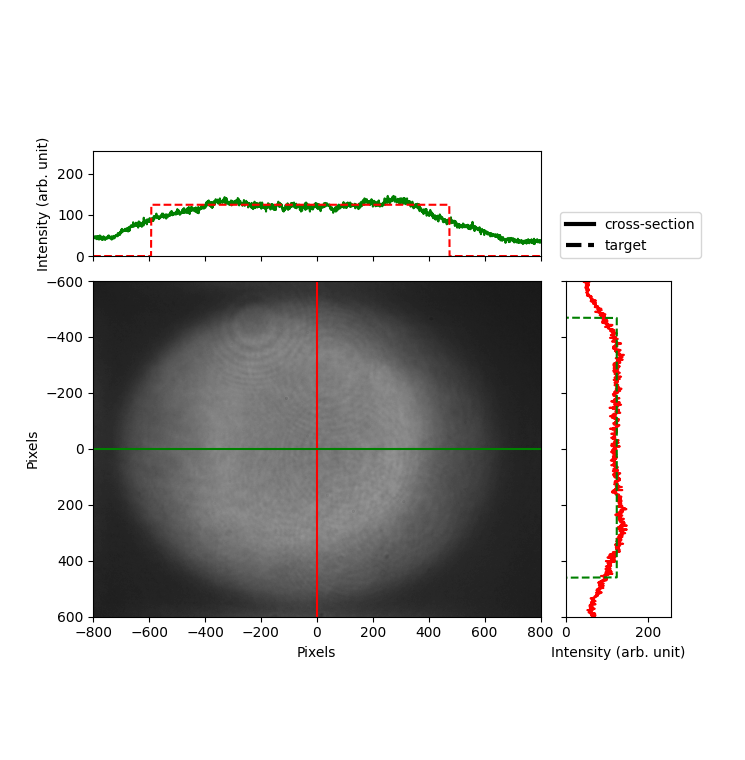 Intensity (arb. unit)
200
100
0
cross-section
target
Pixels
−600
−400
−200
0
200
400
600
−800 −600 −400 −200 0 200 400 600 800
Pixels
0 200
Intensity (arb. unit)